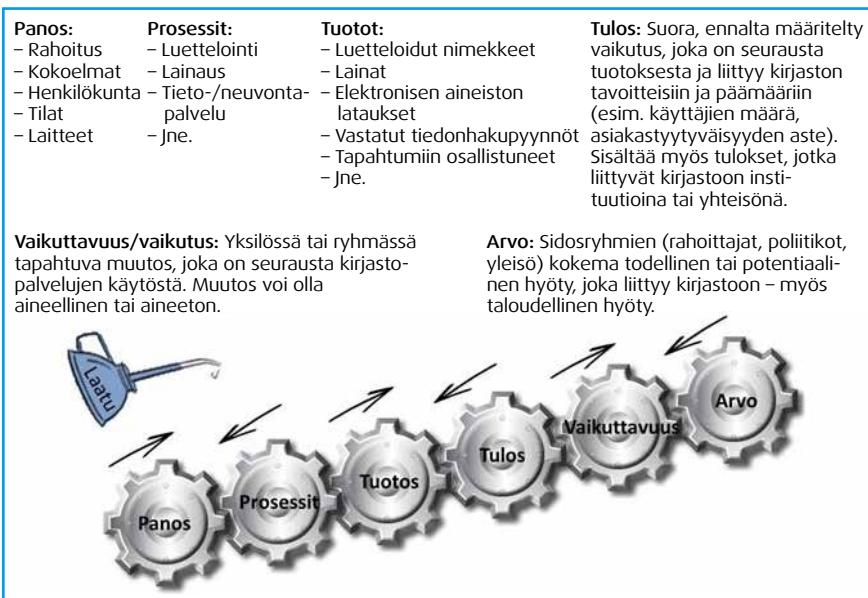 Panos:
– Rahoitus
– Kokoelmat
– Henkilökunta
– Tilat
– Laitteet
Prosessit:
– Luettelointi
– Lainaus
– Tieto-/neuvonta-
palvelu
– Jne.
Tuotot:
– Luetteloidut nimekkeet
– Lainat
– Elektronisen aineiston
lataukset
– Vastatut tiedonhakupyynnöt
– Tapahtumiin osallistuneet
– Jne.
Tulos: Suora, ennalta määritelty
vaikutus, joka on seurausta
tuotoksesta ja liittyy kirjaston
tavoitteisiin ja päämääriin
(esim. käyttäjien määrä,
asiakastyytyväisyyden aste).
Sisältää myös tulokset, jotka
liittyvät kirjastoon insti-
tuutioina tai yhteisönä.
Vaikuttavuus/vaikutus: Yksilössä tai ryhmässä
tapahtuva muutos, joka on seurausta kirjasto-
palvelujen käytöstä. Muutos voi olla
aineellinen tai aineeton.
Arvo: Sidosryhmien (rahoittajat, poliitikot,
yleisö) kokema todellinen tai potentiaali-
nen hyöty, joka liittyy kirjastoon – myös
taloudellinen hyöty.
Laatu
Panos
Prosessit
Tuotos
Tulos
Vaikuttavuus
Arvo